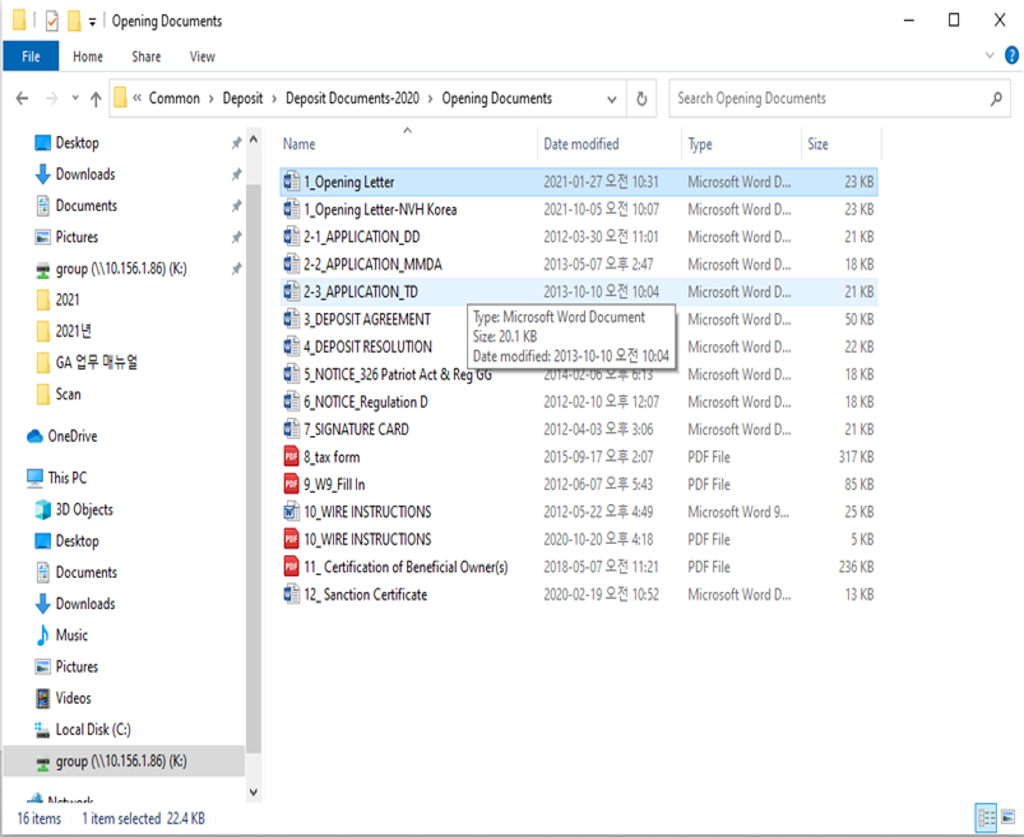 Opening Documents
File Home Share View
« Common › Deposit › Deposit Documents-2020 › Opening Documents
Search Opening Documents
Desktop
Downloads
Documents
Pictures
group (\\10.156.1.86) (K:)
2021
2021년
GA 업무 매뉴얼
Scan
OneDrive
This PC
3D Objects
Desktop
Documents
Downloads
Music
Pictures
Videos
Local Disk (C:)
group (\\10.156.1.86) (K:)
Network
Name Date modified Type Size
1_Opening Letter 2021-01-27 오전 10:31 Microsoft Word D... 23 KB
1_Opening Letter-NVH Korea 2021-10-05 오전 10:07 Microsoft Word D... 23 KB
2-1_APPLICATION_DD 2012-03-30 오전 11:01 Microsoft Word D... 21 KB
2-2_APPLICATION_MMDA 2013-05-07 오후 2:47 Microsoft Word D... 18 KB
2-3_APPLICATION_TD 2013-10-10 오전 10:04 Microsoft Word D... 21 KB
3_DEPOSIT AGREEMENT Microsoft Word D... 50 KB
4_DEPOSIT RESOLUTION Microsoft Word D... 22 KB
Type: Microsoft Word Document
Size: 20.1 KB
Date modified: 2013-10-10 오전 10:04
5_NOTICE_326 Patriot Act & Reg GG 2014-02-06 오후 6:13 Microsoft Word D... 18 KB
6_NOTICE_Regulation D 2012-02-10 오후 12:07 Microsoft Word D... 18 KB
7_SIGNATURE CARD 2012-04-03 오후 3:06 Microsoft Word D... 21 KB
8_tax form 2015-09-17 오후 2:07 PDF File 317 KB
9_W9_Fill In 2012-06-07 오후 5:43 PDF File 85 KB
10_WIRE INSTRUCTIONS 2012-05-22 오후 4:49 Microsoft Word 9... 25 KB
10_WIRE INSTRUCTIONS 2020-10-20 오후 4:18 PDF File 5 KB
11_ Certification of Beneficial Owner(s) 2018-05-07 오전 11:21 PDF File 236 KB
12_ Sanction Certificate 2020-02-19 오전 10:52 Microsoft Word D... 13 KB
16 items 1 item selected 22.4 KB